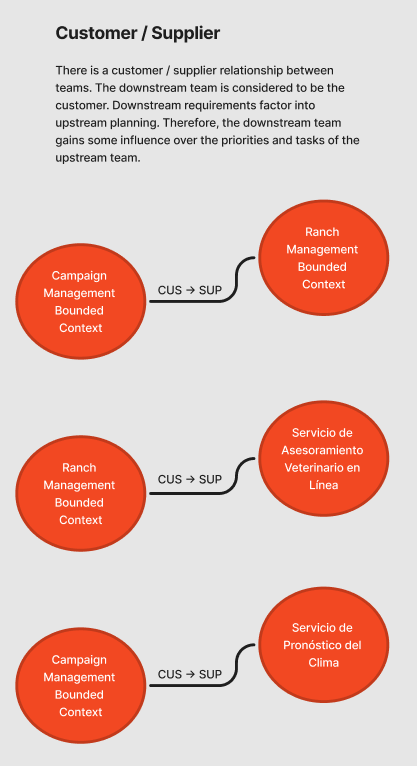 Customer / Supplier
There is a customer / supplier relationship between
teams. The downstream team is considered to be the
customer. Downstream requirements factor into
upstream planning. Therefore, the downstream team
gains some influence over the priorities and tasks of the
upstream team.
Campaign
Management
Bounded
Context
CUS → SUP
Ranch
Management
Bounded
Context
Ranch
Management
Bounded
Context
CUS → SUP
Servicio de
Asesoramiento
Veterinario en
Línea
Campaign
Management
Bounded
Context
CUS → SUP
Servicio de
Pronóstico del
Clima